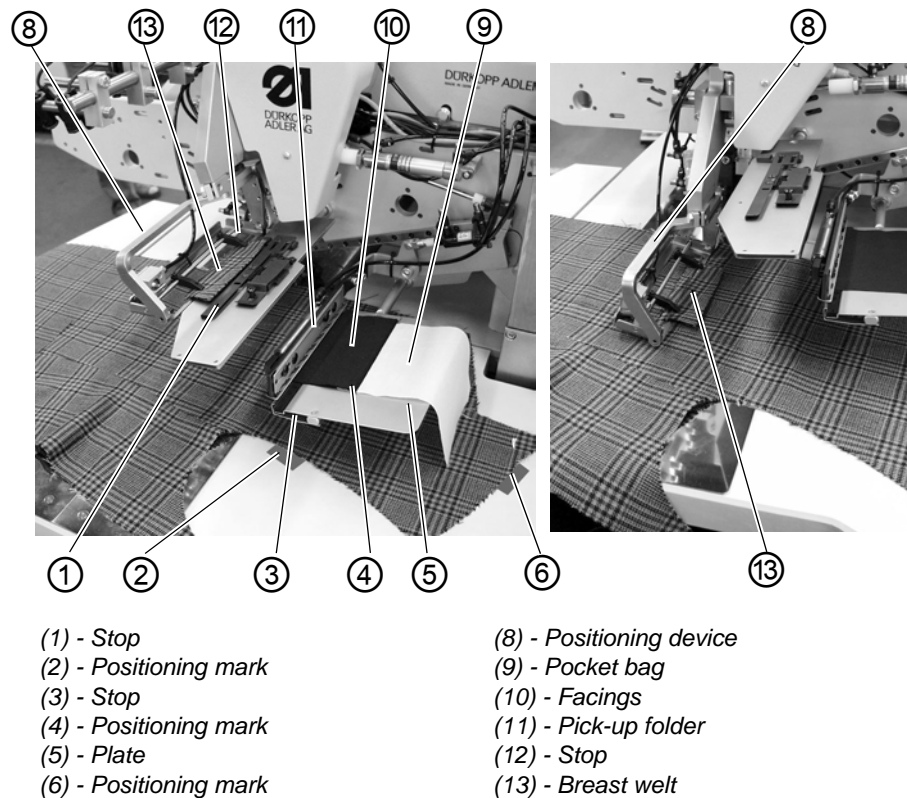 8 13 12 11 10 9 8
DÜRKOPP
ADLER AG
DÜRKOPP ADLER
1 2 3 4 5 6 13
(1) - Stop
(2) - Positioning mark
(3) - Stop
(4) - Positioning mark
(5) - Plate
(6) - Positioning mark
(8) - Positioning device
(9) - Pocket bag
(10) - Facings
(11) - Pick-up folder
(12) - Stop
(13) - Breast welt